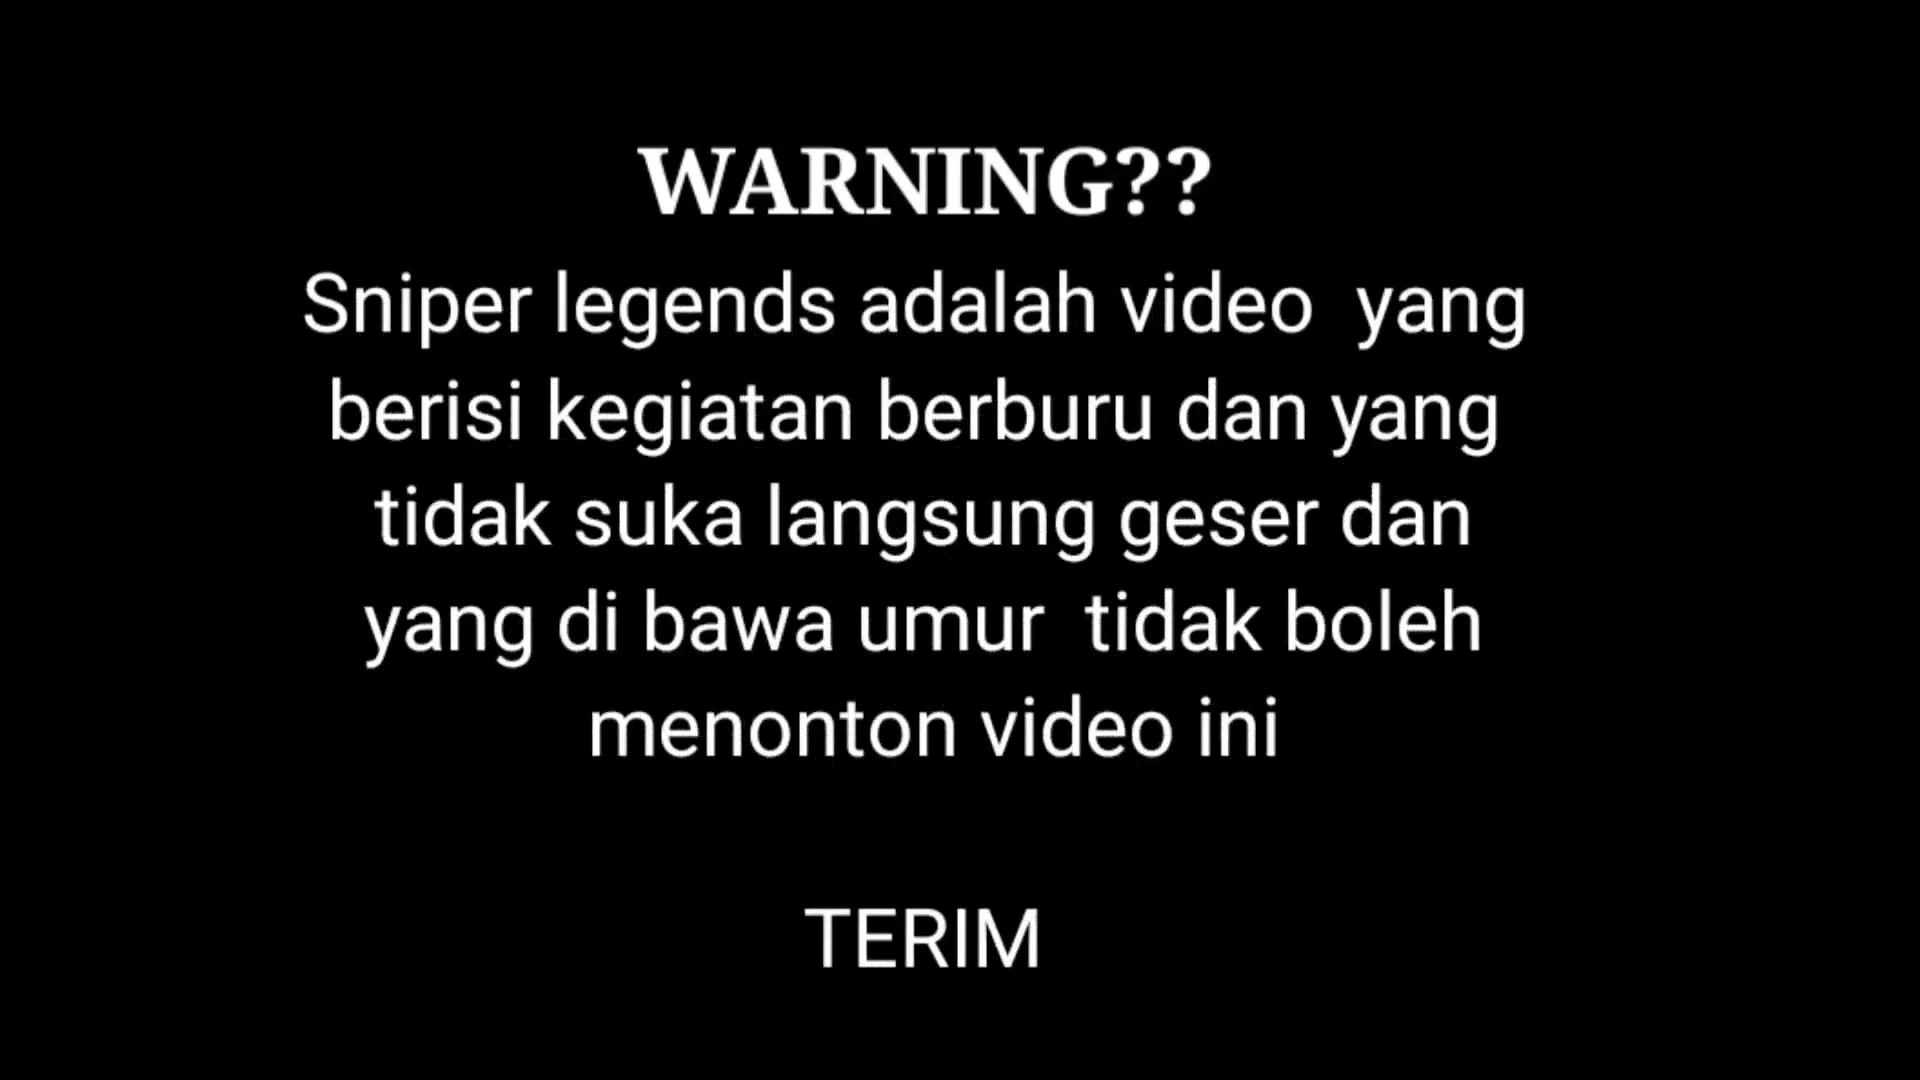 WARNING??
Sniper legends adalah video  yang
berisi kegiatan berburu dan yang
tidak suka langsung geser dan
yang di bawa umur  tidak boleh
menonton video ini
TERIM